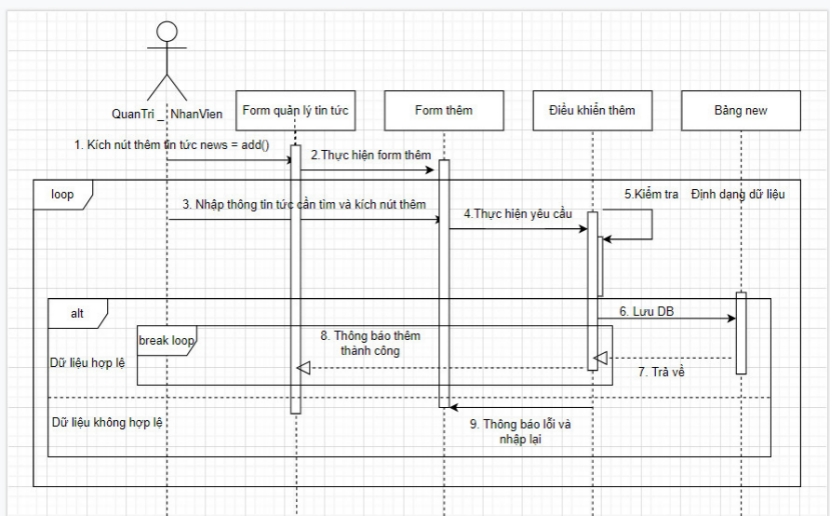 QuanTri_ NhanVien
Form quản lý tin tức
Form thêm
Điều khiển thêm
Bảng new
1. Kích nút thêm tin tức news = add()
2.Thực hiện form thêm
loop
3. Nhập thông tin tức cần tìm và kích nút thêm
4.Thực hiện yêu cầu
5.Kiểm tra Định dạng dữ liệu
alt
6. Lưu DB
break loop
8. Thông báo thêm
thành công
Dữ liệu hợp lệ
7. Trả về
Dữ liệu không hợp lệ
9. Thông báo lỗi và
nhập lại